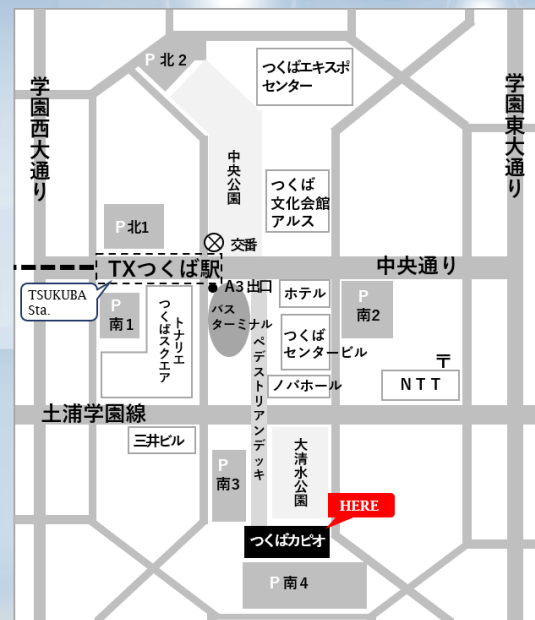 P 北２
つくばエキスポ
センター
学園西大通り
学園東大通り
中央公園
つくば
文化会館
アルス
P北1
交番
TXつくば駅
中央通り
TSUKUBA
Sta.
A3出口
ホテル
P
南1
トナリエ
つくばスクエア
バス
ターミナル
P
南2
つくば
センタービル
〒
ペデストリアンデッキ
ノバホール
ＮＴＴ
土浦学園線
三井ビル
大清水公園
P
南3
HERE
つくばカピオ
P 南4